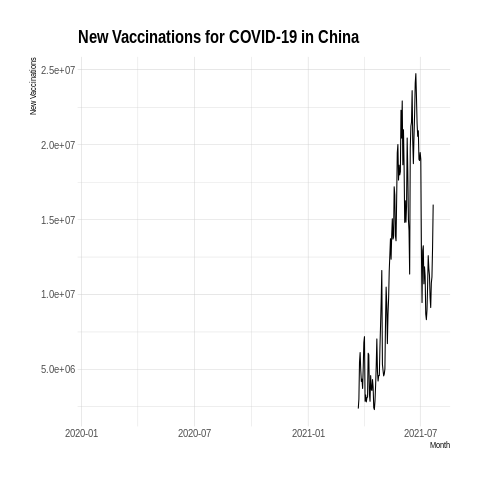 New Vaccinations for COVID-19 in China
New Vaccinations
2.5e+07
2.0e+07
1.5e+07
1.0e+07
5.0e+06
2020-01 2020-07 2021-01 2021-07
Month